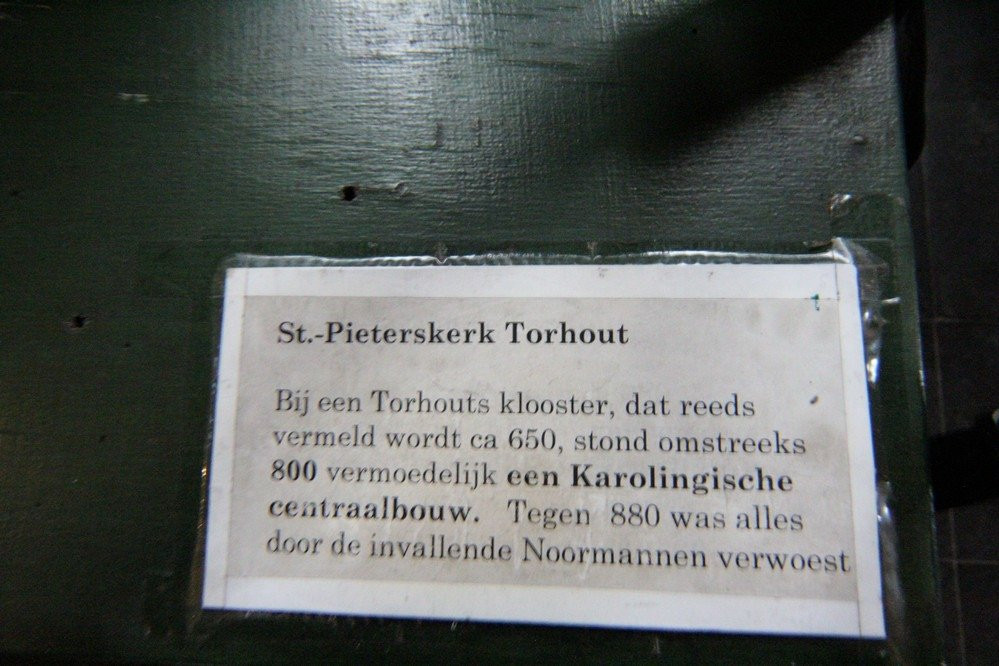 St.-Pieterskerk Torhout
Bij een Torhouts klooster, dat reeds
vermeld wordt ca 650, stond omstreeks
800 vermoedelijk een Karolingische
centraalbouw. Tegen 880 was alles
door de invallende Noormannen verwoest